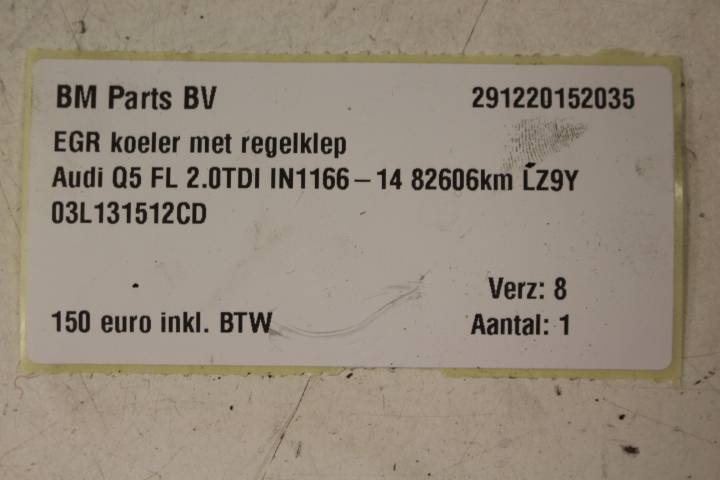 BM Parts BV 291220152035
EGR koeler met regelklep
Audi Q5 FL 2.0TDI IN1166-14 82606km LZ9Y
03L131512CD
Verz: 8
150 euro inkl. BTW Aantal: 1